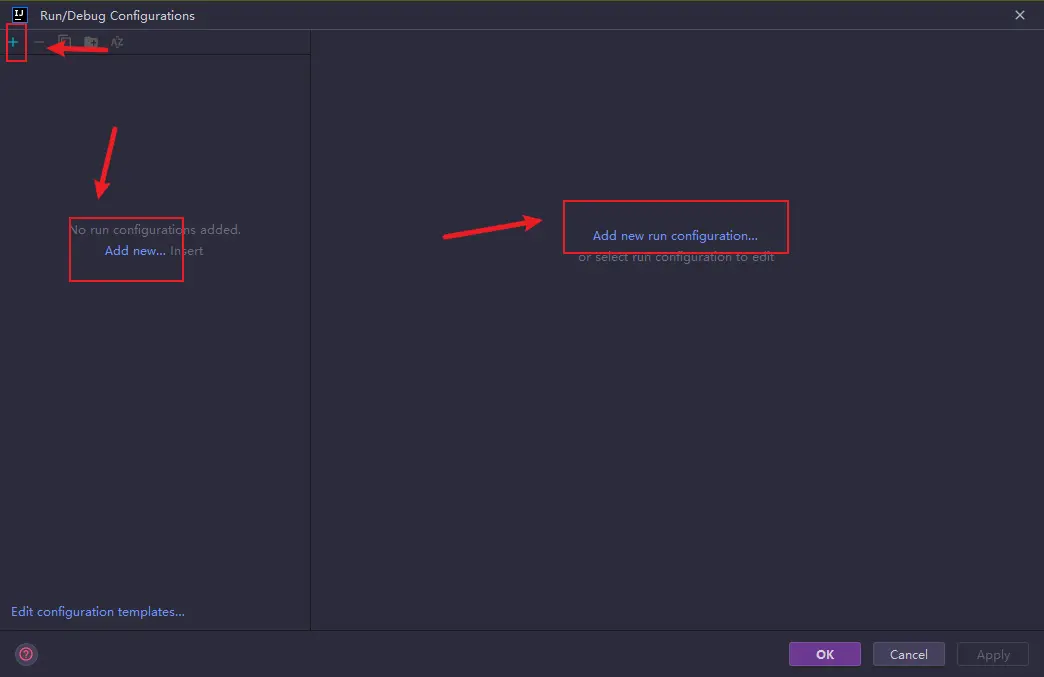 IJ
Run/Debug Configurations
No run configurations added.
Add new... Insert
Add new run configuration...
or select run configuration to edit
Edit configuration templates...
?
OK
Cancel
Apply